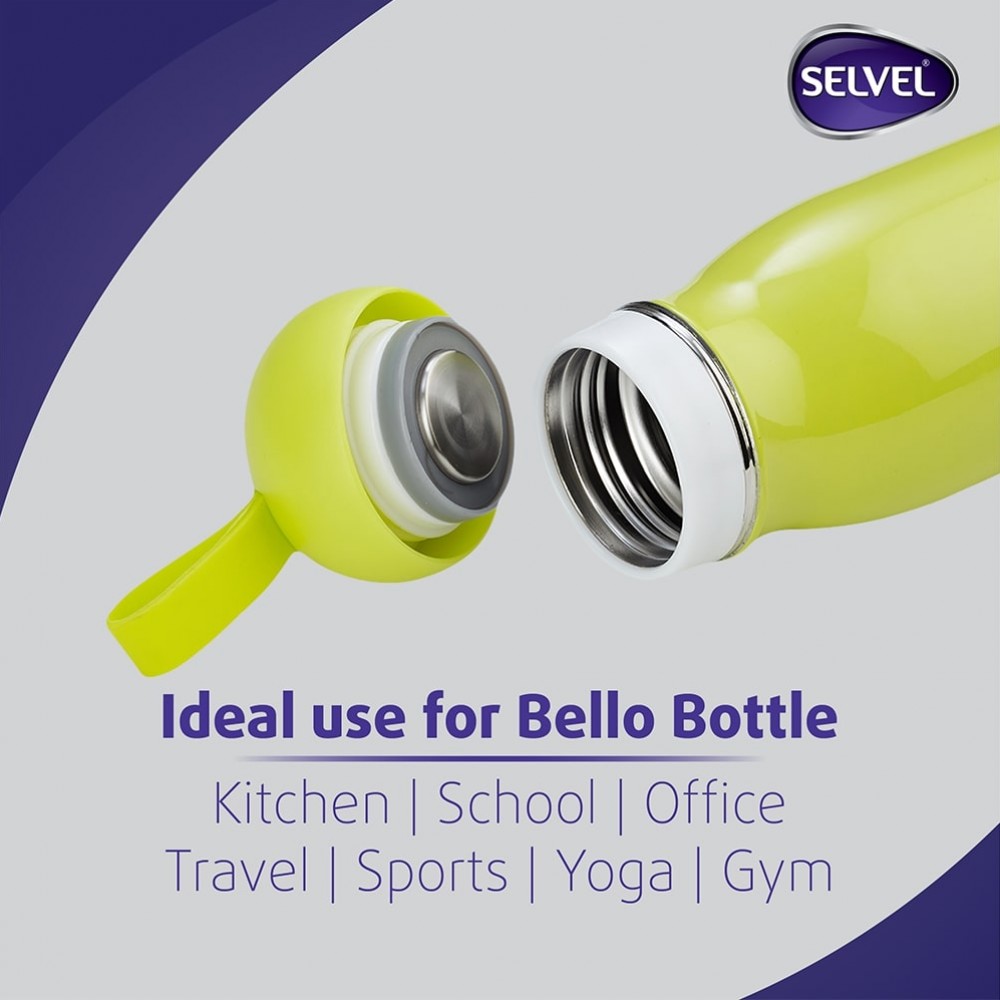 SELVEL®
Ideal use for Bello Bottle
Kitchen | School | Office
Travel | Sports | Yoga | Gym